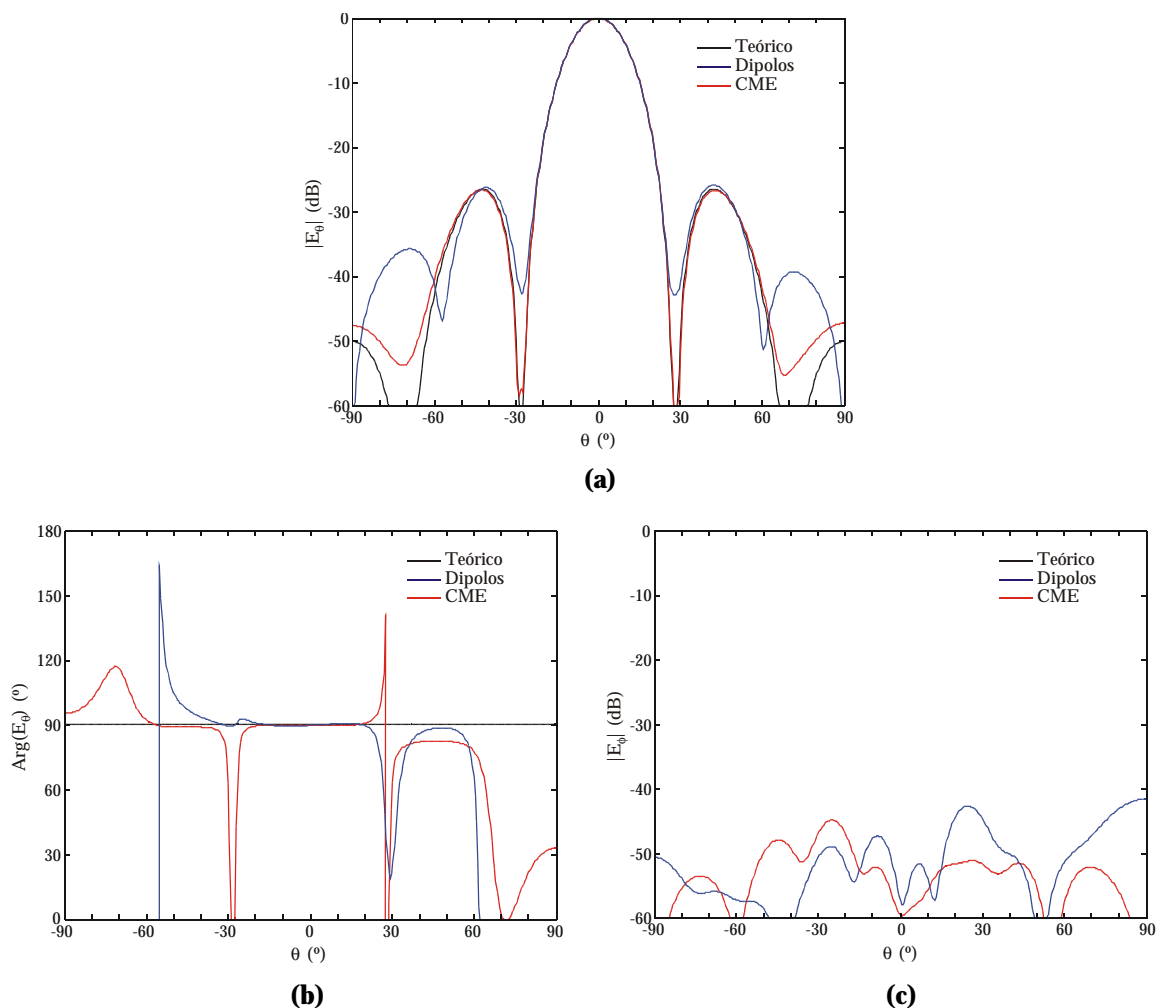 0
-10
-20
-30
-40
-50
-60
|Eθ| (dB)
Teórico
Dipolos
CME
-90 -60 -30 0 30 60 90
θ (º)
(a)
180
150
120
90
60
30
0
Arg(Eθ) (º)
Teórico
Dipolos
CME
-90 -60 -30 0 30 60 90
θ (º)
(b)
0
-10
-20
-30
-40
-50
-60
|Eϕ| (dB)
Teórico
Dipolos
CME
-90 -60 -30 0 30 60 90
θ (º)
(c)